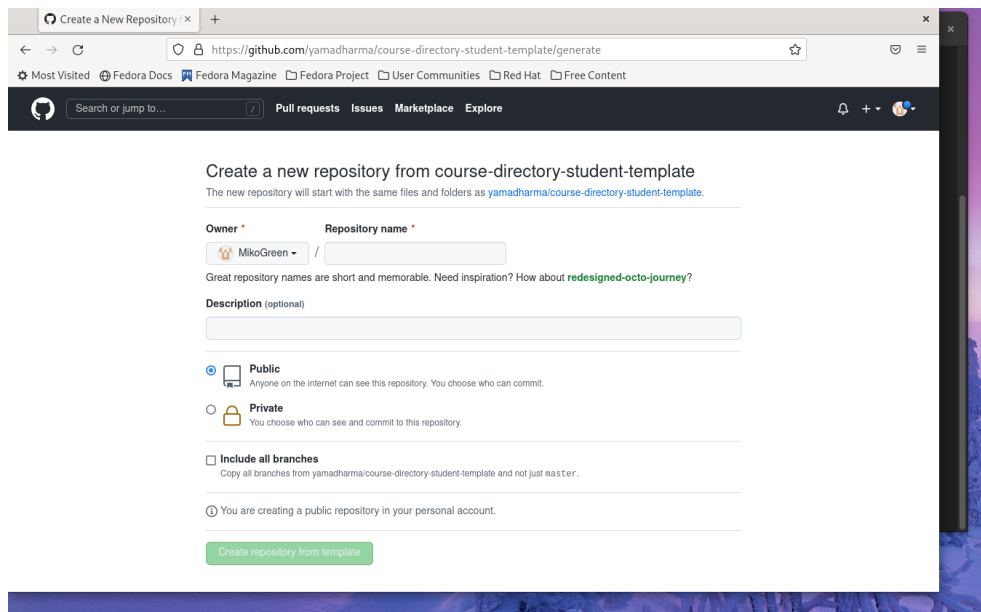 Create a New Repository f
https://github.com/yamadharma/course-directory-student-template/generate
Most Visited Fedora Docs Fedora Magazine Fedora Project User Communities Red Hat Free Content
Search or jump to... / Pull requests Issues Marketplace Explore
Create a new repository from course-directory-student-template
The new repository will start with the same files and folders as yamadharma/course-directory-student-template.
Owner * Repository name *
MikoGreen /
Great repository names are short and memorable. Need inspiration? How about redesigned-octo-journey?
Description (optional)
Public
Anyone on the internet can see this repository. You choose who can commit.
Private
You choose who can see and commit to this repository.
Include all branches
Copy all branches from yamadharma/course-directory-student-template and not just master.
You are creating a public repository in your personal account.
Create repository from template